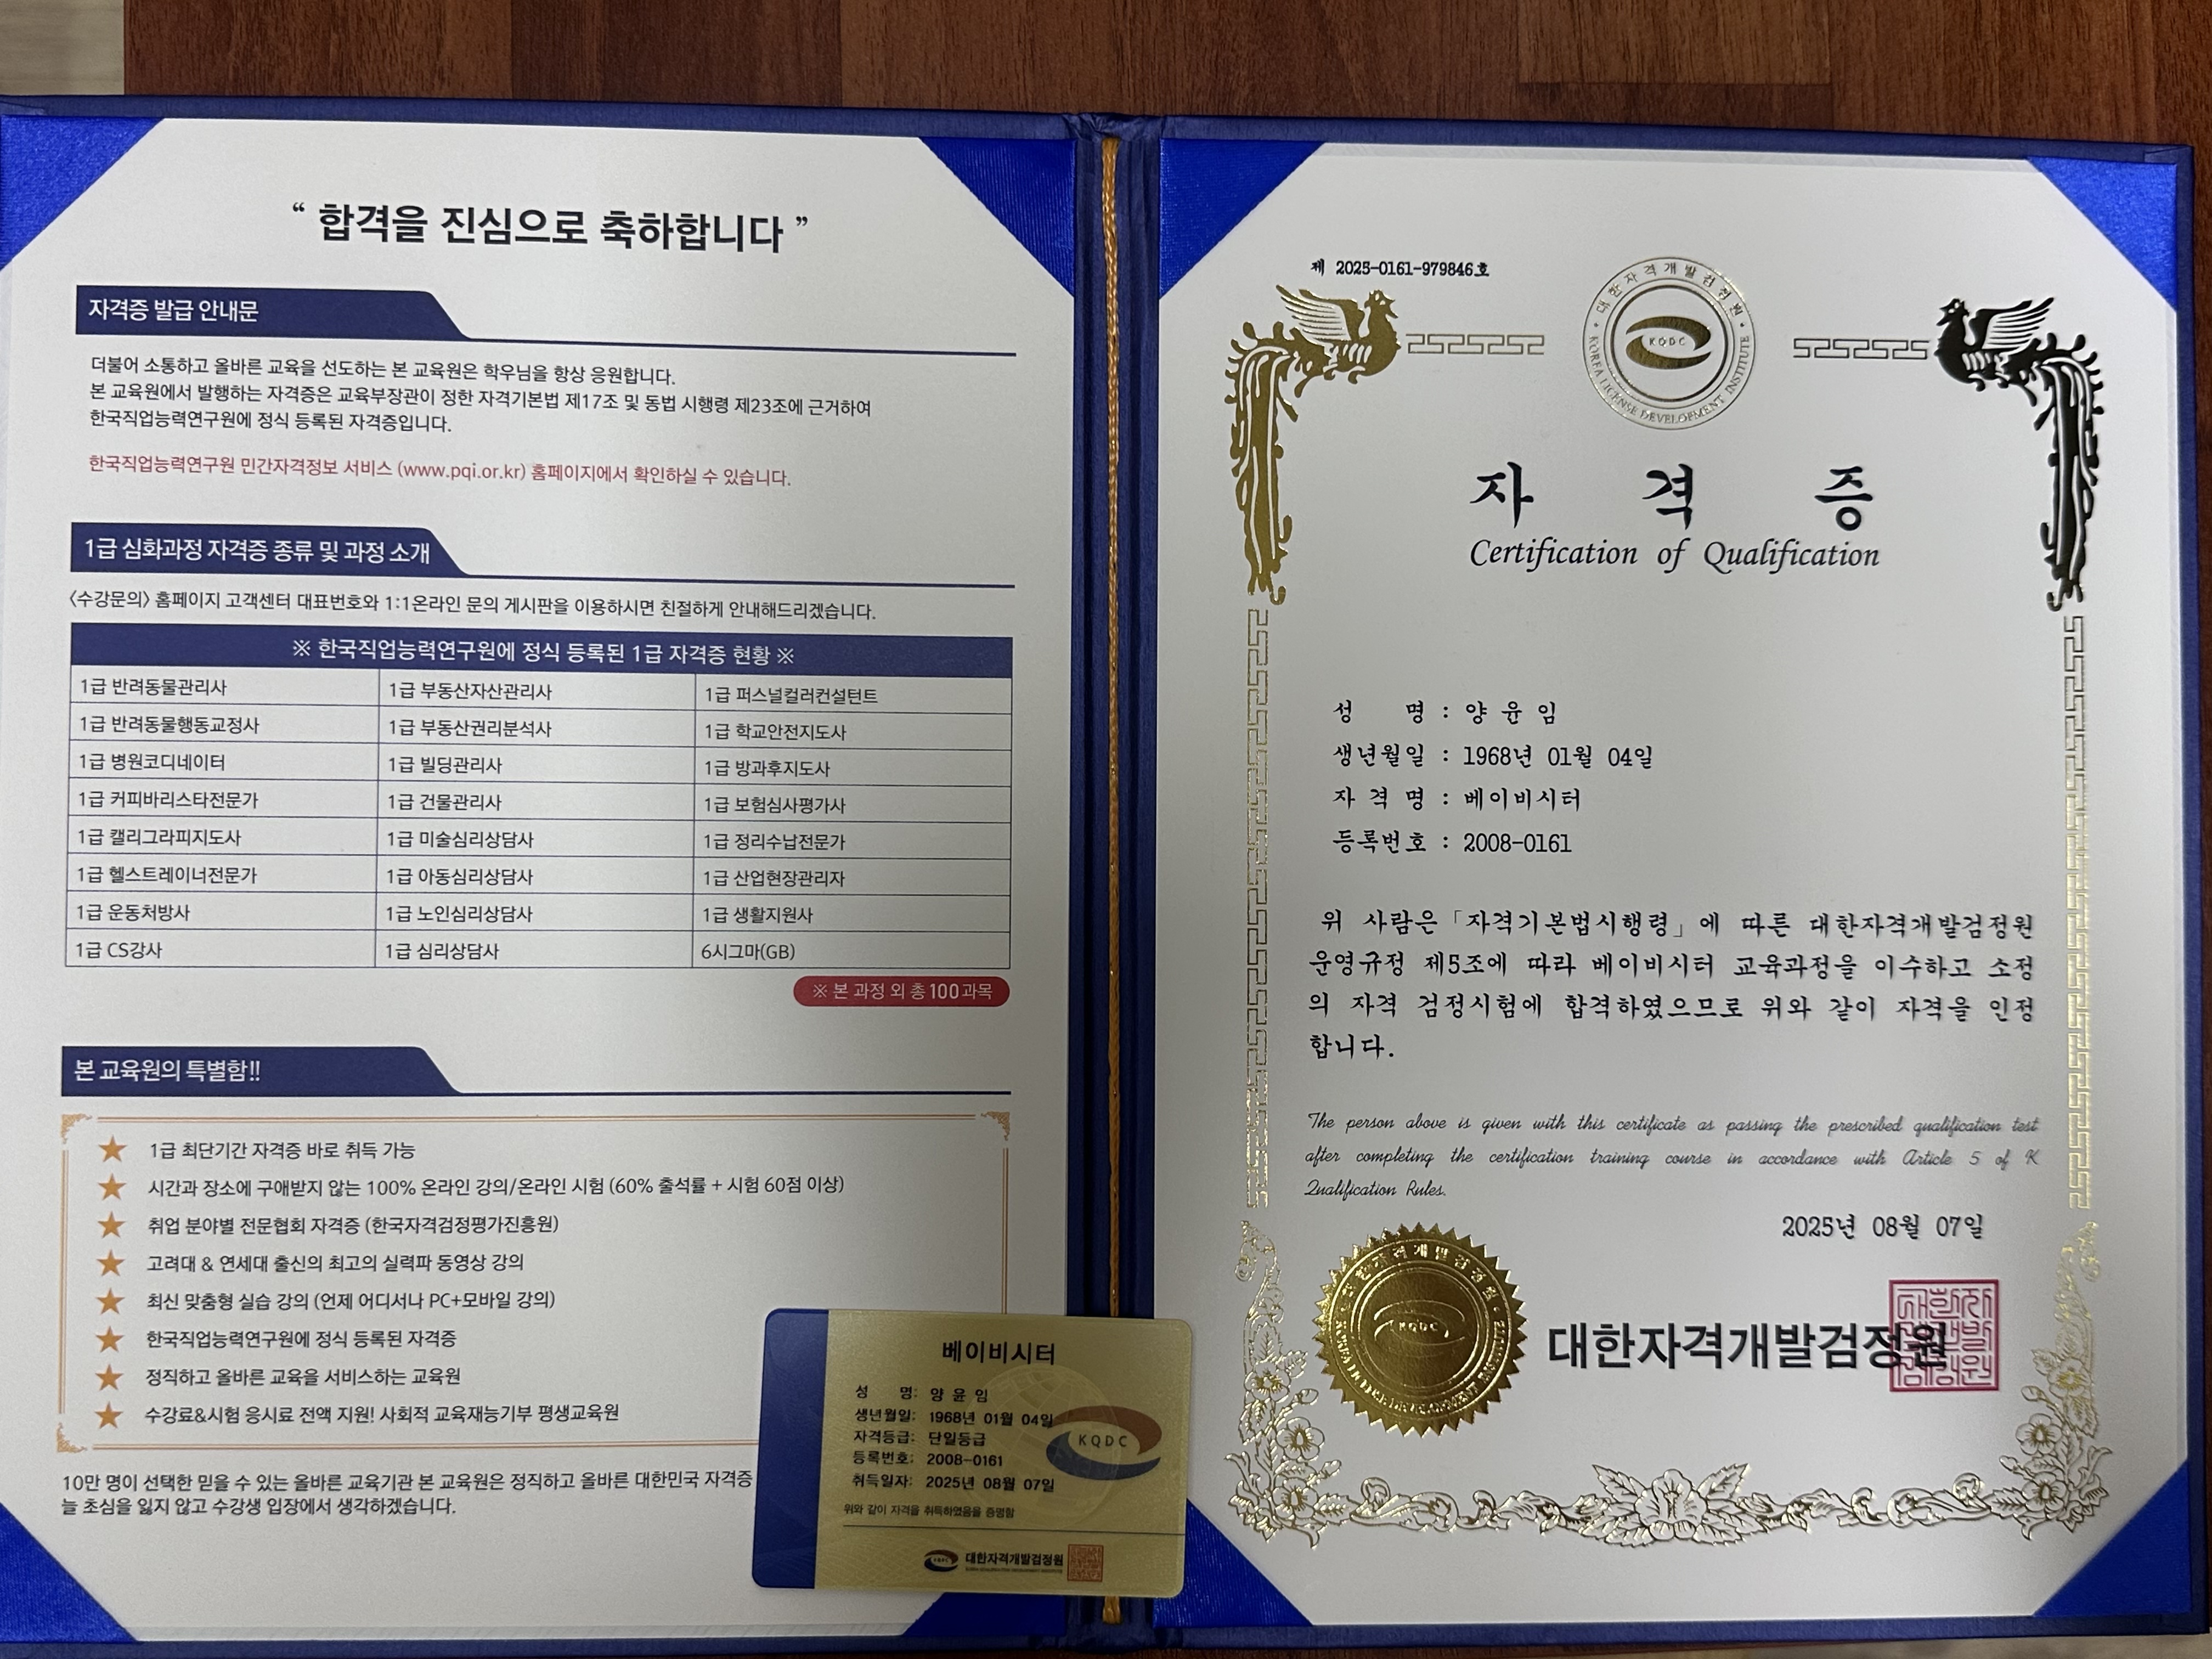 “ 합격을 진심으로 축하합니다 ”
자격증 발급 안내문
더불어 소통하고 올바른 교육을 선도하는 본 교육원은 학우님을 항상 응원합니다.
본 교육원에서 발행하는 자격증은 교육부장관이 정한 자격기본법 제17조 및 동법 시행령 제23조에 근거하여
한국직업능력연구원에 정식 등록된 자격증입니다.
한국직업능력연구원 민간자격정보 서비스 (www.pqi.or.kr) 홈페이지에서 확인하실 수 있습니다.
1급 심화과정 자격증 종류 및 과정 소개
〈수강문의〉 홈페이지 고객센터 대표번호와 1:1온라인 문의 게시판을 이용하시면 친절하게 안내해드리겠습니다.
※ 한국직업능력연구원에 정식 등록된 1급 자격증 현황 ※
1급 반려동물관리사 1급 부동산자산관리사 1급 퍼스널컬러컨설턴트
1급 반려동물행동교정사 1급 부동산권리분석사 1급 학교안전지도사
1급 병원코디네이터 1급 빌딩관리사 1급 방과후지도사
1급 커피바리스타전문가 1급 건물관리사 1급 보험심사평가사
1급 캘리그라피지도사 1급 미술심리상담사 1급 정리수납전문가
1급 헬스트레이너전문가 1급 아동심리상담사 1급 산업현장관리자
1급 운동처방사 1급 노인심리상담사 1급 생활지원사
1급 CS강사 1급 심리상담사 6시그마(GB)
※ 본 과정 외 총 100과목
본 교육원의 특별함!!
★ 1급 최단기간 자격증 바로 취득 가능
★ 시간과 장소에 구애받지 않는 100% 온라인 강의/온라인 시험 (60% 출석률 + 시험 60점 이상)
★ 취업 분야별 전문협회 자격증 (한국자격검정평가진흥원)
★ 고려대 & 연세대 출신의 최고의 실력파 동영상 강의
★ 최신 맞춤형 실습 강의 (언제 어디서나 PC+모바일 강의)
★ 한국직업능력연구원에 정식 등록된 자격증
★ 정직하고 올바른 교육을 서비스하는 교육원
★ 수강료&시험 응시료 전액 지원! 사회적 교육재능기부 평생교육원
10만 명이 선택한 믿을 수 있는 올바른 교육기관 본 교육원은 정직하고 올바른 대한민국 자격증
늘 초심을 잃지 않고 수강생 입장에서 생각하겠습니다.
베이비시터
성 명: 양 윤 임
생년월일: 1968년 01월 04일
자격등급: 단일등급
등록번호: 2008-0161
취득일자: 2025년 08월 07일
위와 같이 자격을 취득하였음을 증명함
KQDC
대한자격개발검정원
제 2025-0161-979846호
대한자격개발검정원
KQDC
KOREA LICENSE DEVELOPMENT INSTITUTE
자 격 증
Certification of Qualification
성 명 : 양 윤 임
생년월일 : 1968년 01월 04일
자 격 명 : 베이비시터
등록번호 : 2008-0161
위 사람은 「자격기본법시행령」에 따른 대한자격개발검정원
운영규정 제5조에 따라 베이비시터 교육과정을 이수하고 소정
의 자격 검정시험에 합격하였으므로 위와 같이 자격을 인정
합니다.
The person above is given with this certificate as passing the prescribed qualification test
after completing the certification training course in accordance with Article 5 of K
Qualification Rules.
2025년 08월 07일
대한자격개발검정원
KQDC
대한자격개발검정원